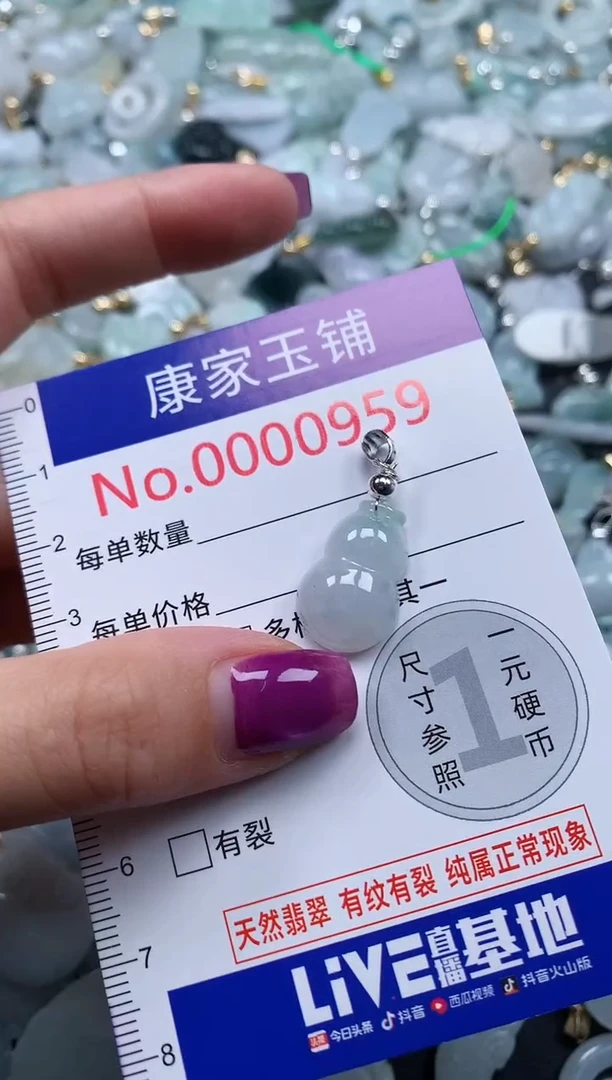 康家玉铺
No.0000959
0
1
2
每单数量
3
每单价格
其一
尺寸参照
1
一元硬币
6
有裂
天然翡翠 有纹有裂 纯属正常现象
7
LiVE直播基地
今日头条 抖音 西瓜视频 抖音火山版
8